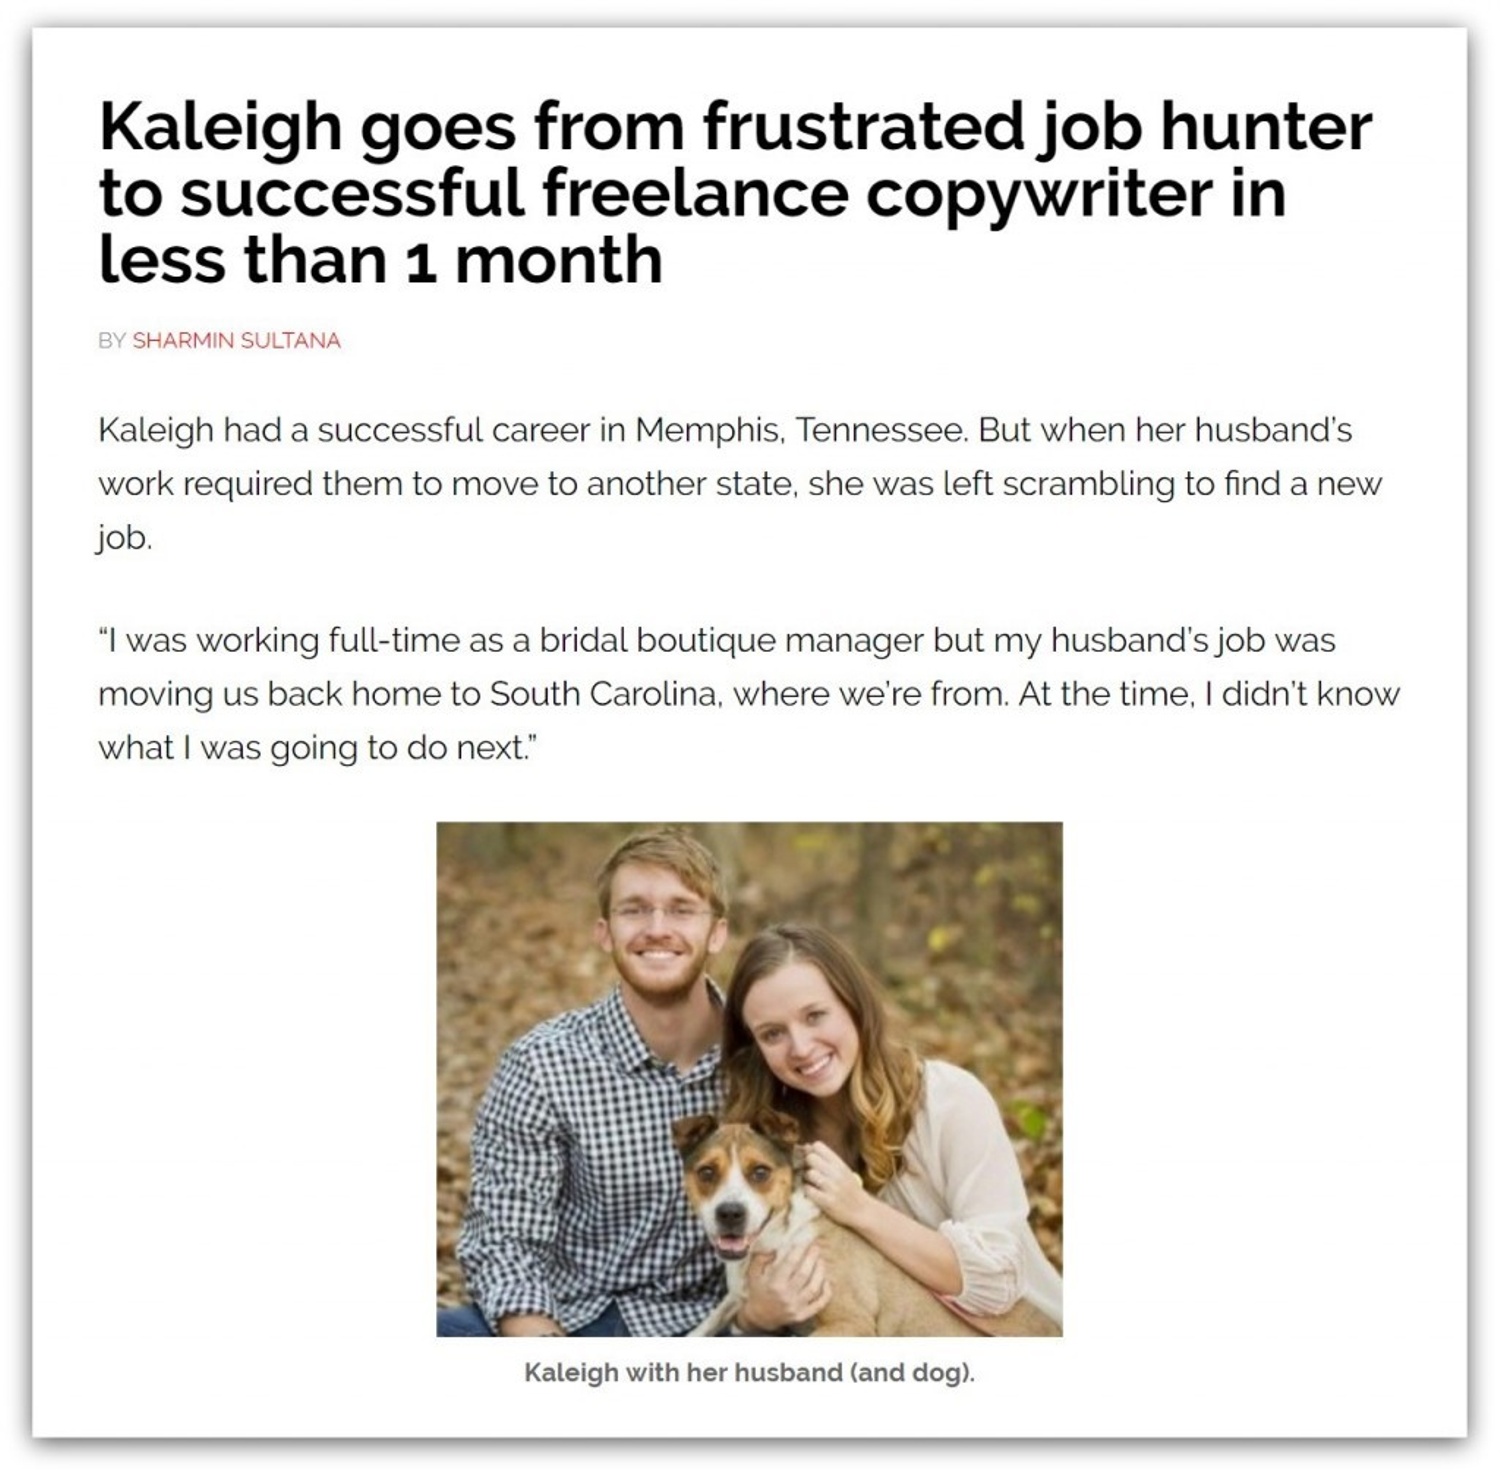 Kaleigh goes from frustrated job hunter
to successful freelance copywriter in
less than 1 month
BY SHARMIN SULTANA
Kaleigh had a successful career in Memphis, Tennessee. But when her husband’s
work required them to move to another state, she was left scrambling to find a new
job.
“I was working full-time as a bridal boutique manager but my husband’s job was
moving us back home to South Carolina, where we’re from. At the time, I didn’t know
what I was going to do next.”
Kaleigh with her husband (and dog).